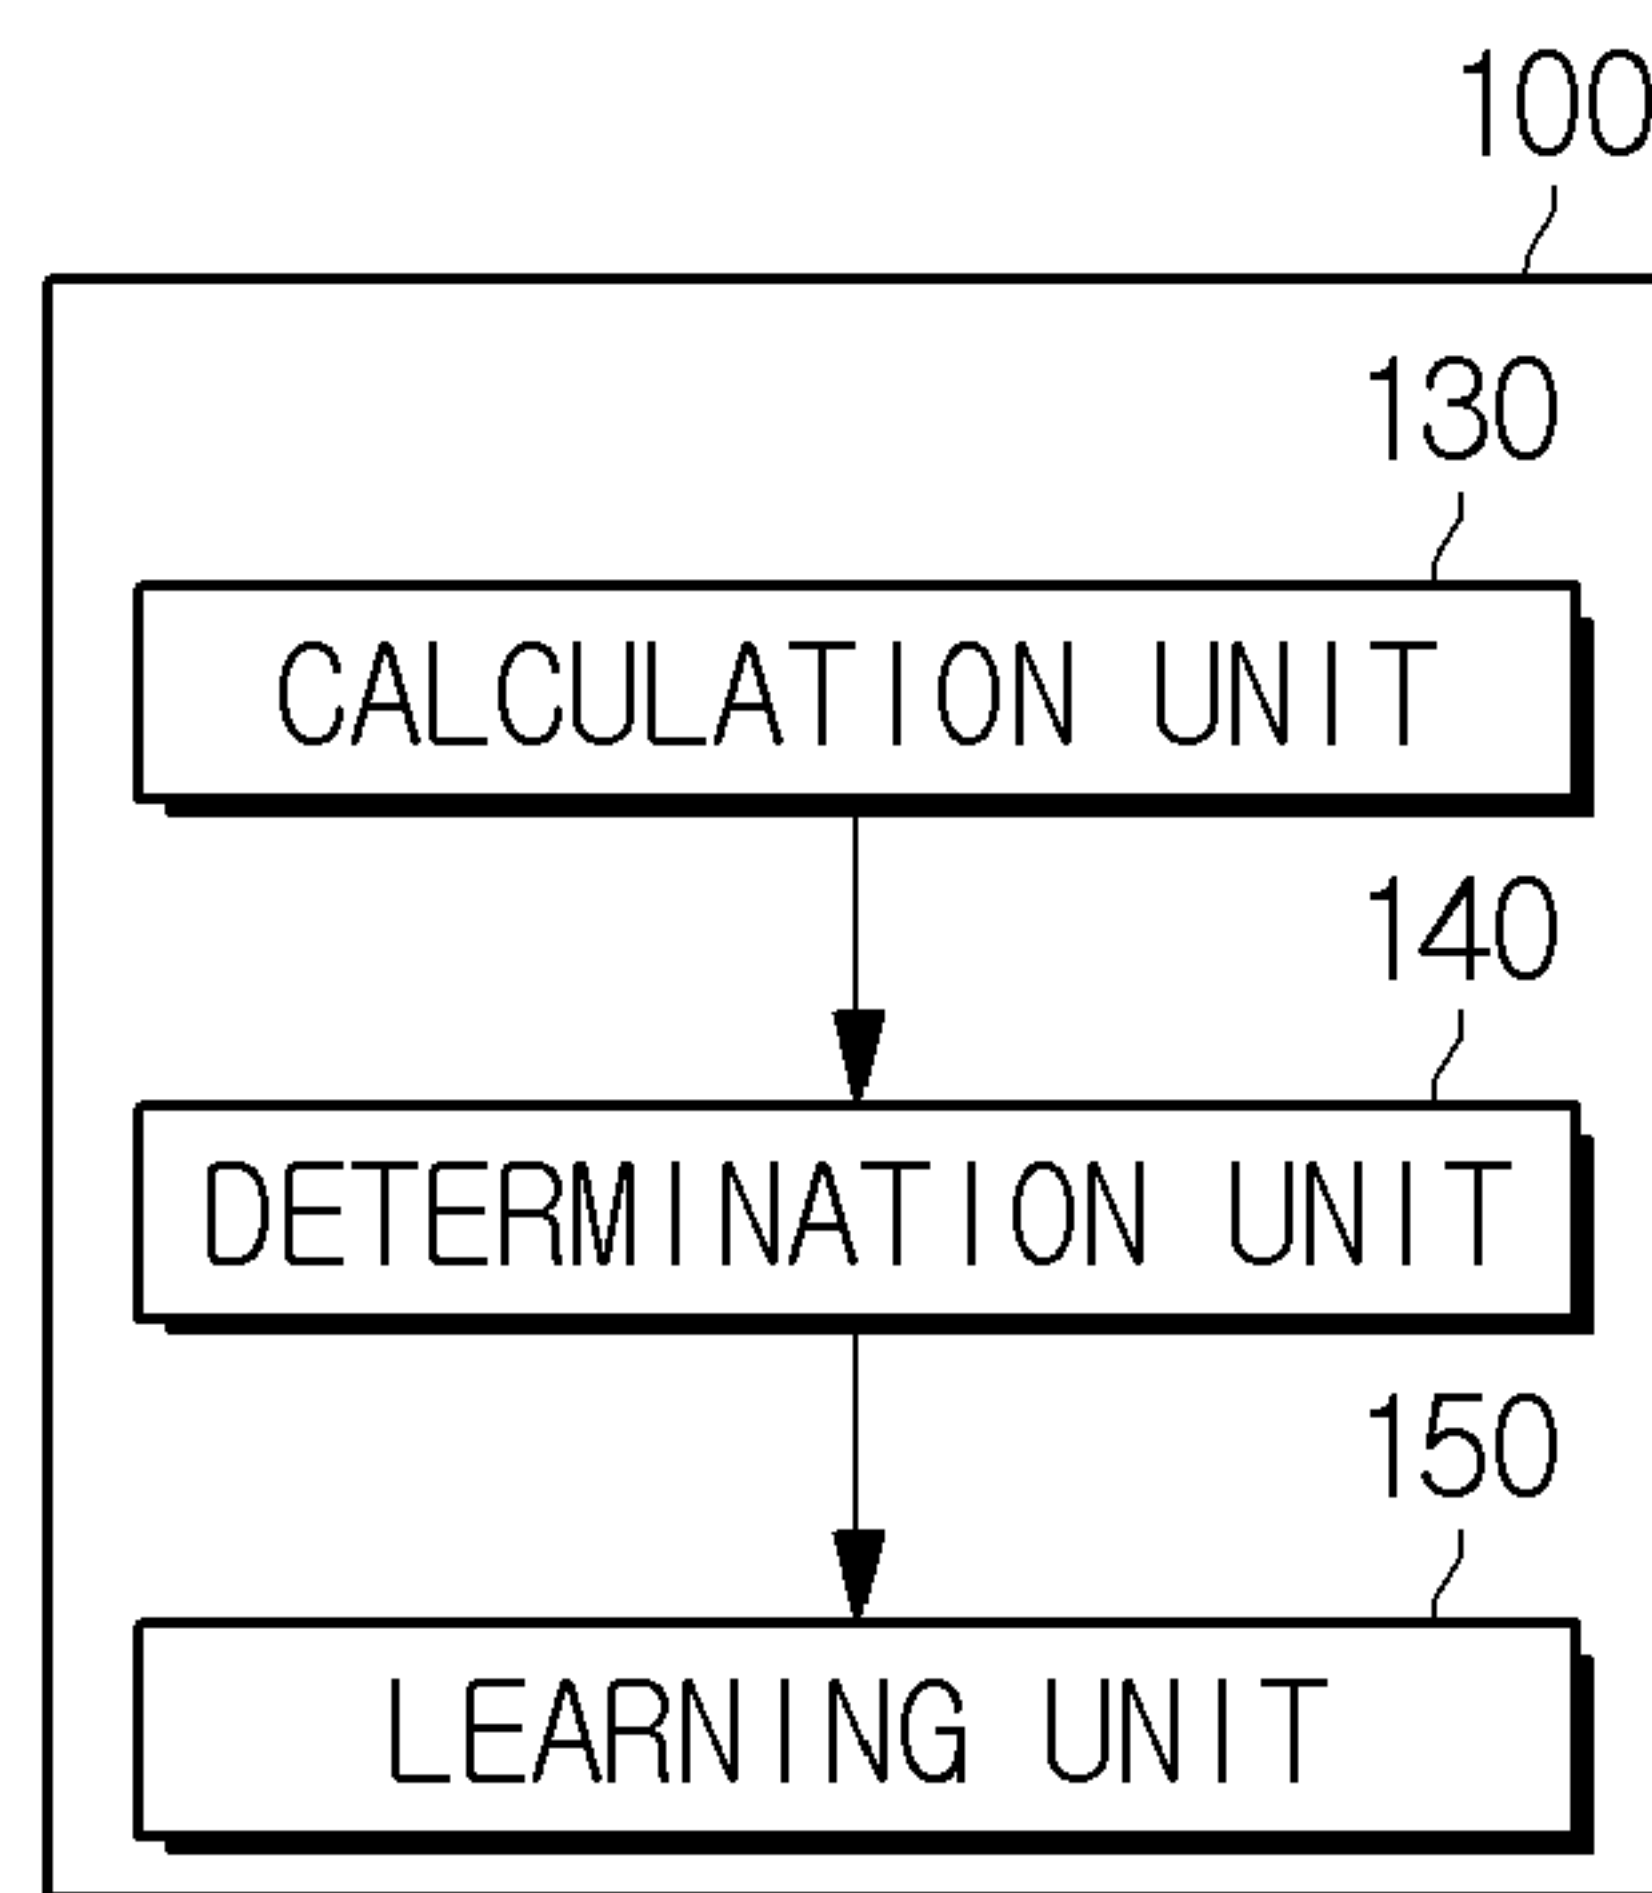 100
130
CALCULATION UNIT
140
DETERMINATION UNIT
150
LEARNING UNIT